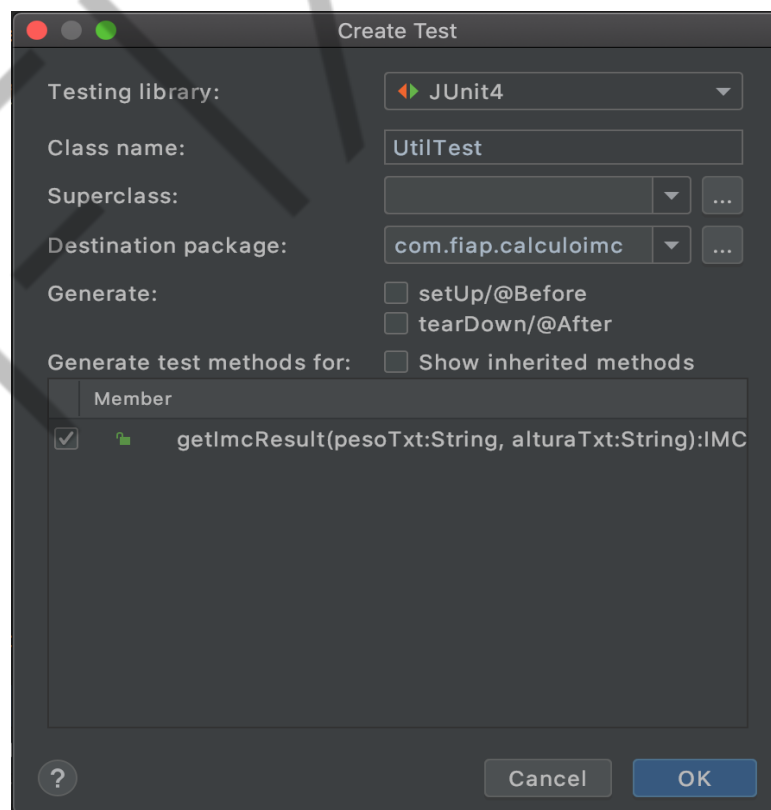 Create Test
Testing library: JUnit4
Class name: UtilTest
Superclass: ...
Destination package: com.fiap.calculoimc ...
Generate: setUp/@Before
tearDown/@After
Generate test methods for: Show inherited methods
Member
getImcResult(pesoTxt:String, alturaTxt:String):IMC
? Cancel OK